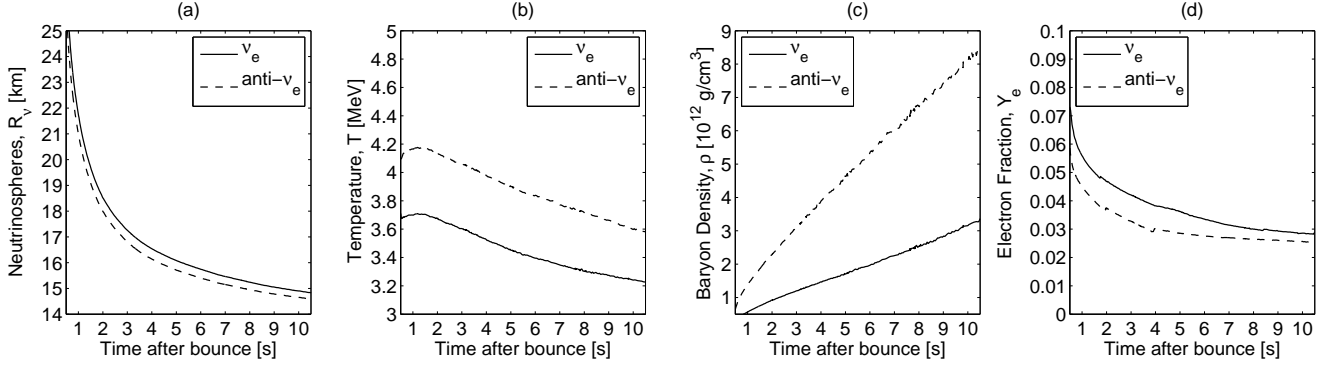 (a)
25
24
23
22
21
20
19
18
17
16
15
14
Neutrinospheres, R_ν [km]
ν_e
anti−ν_e
1 2 3 4 5 6 7 8 9 10
Time after bounce [s]
(b)
5
4.8
4.6
4.4
4.2
4
3.8
3.6
3.4
3.2
3
Temperature, T [MeV]
ν_e
anti−ν_e
1 2 3 4 5 6 7 8 9 10
Time after bounce [s]
(c)
9
8
7
6
5
4
3
2
1
Baryon Density, ρ [10^12 g/cm^3]
ν_e
anti−ν_e
1 2 3 4 5 6 7 8 9 10
Time after bounce [s]
(d)
0.1
0.09
0.08
0.07
0.06
0.05
0.04
0.03
0.02
0.01
0.00
Electron Fraction, Y_e
ν_e
anti−ν_e
1 2 3 4 5 6 7 8 9 10
Time after bounce [s]